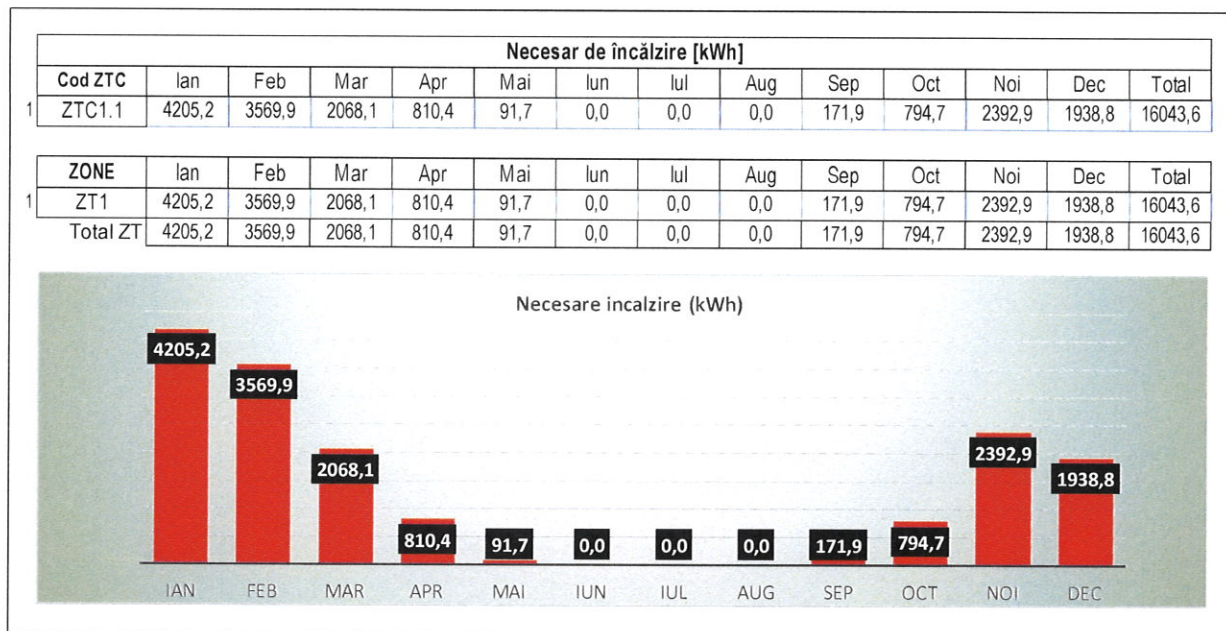 Necesar de încălzire [kWh]
Cod ZTC Ian Feb Mar Apr Mai Iun Iul Aug Sep Oct Noi Dec Total
1 ZTC1.1 4205,2 3569,9 2068,1 810,4 91,7 0,0 0,0 0,0 171,9 794,7 2392,9 1938,8 16043,6
ZONE Ian Feb Mar Apr Mai Iun Iul Aug Sep Oct Noi Dec Total
1 ZT1 4205,2 3569,9 2068,1 810,4 91,7 0,0 0,0 0,0 171,9 794,7 2392,9 1938,8 16043,6
Total ZT 4205,2 3569,9 2068,1 810,4 91,7 0,0 0,0 0,0 171,9 794,7 2392,9 1938,8 16043,6
Necesare incalzire (kWh)
4205,2 3569,9 2068,1 810,4 91,7 0,0 0,0 0,0 171,9 794,7 2392,9 1938,8
IAN FEB MAR APR MAI IUN IUL AUG SEP OCT NOI DEC